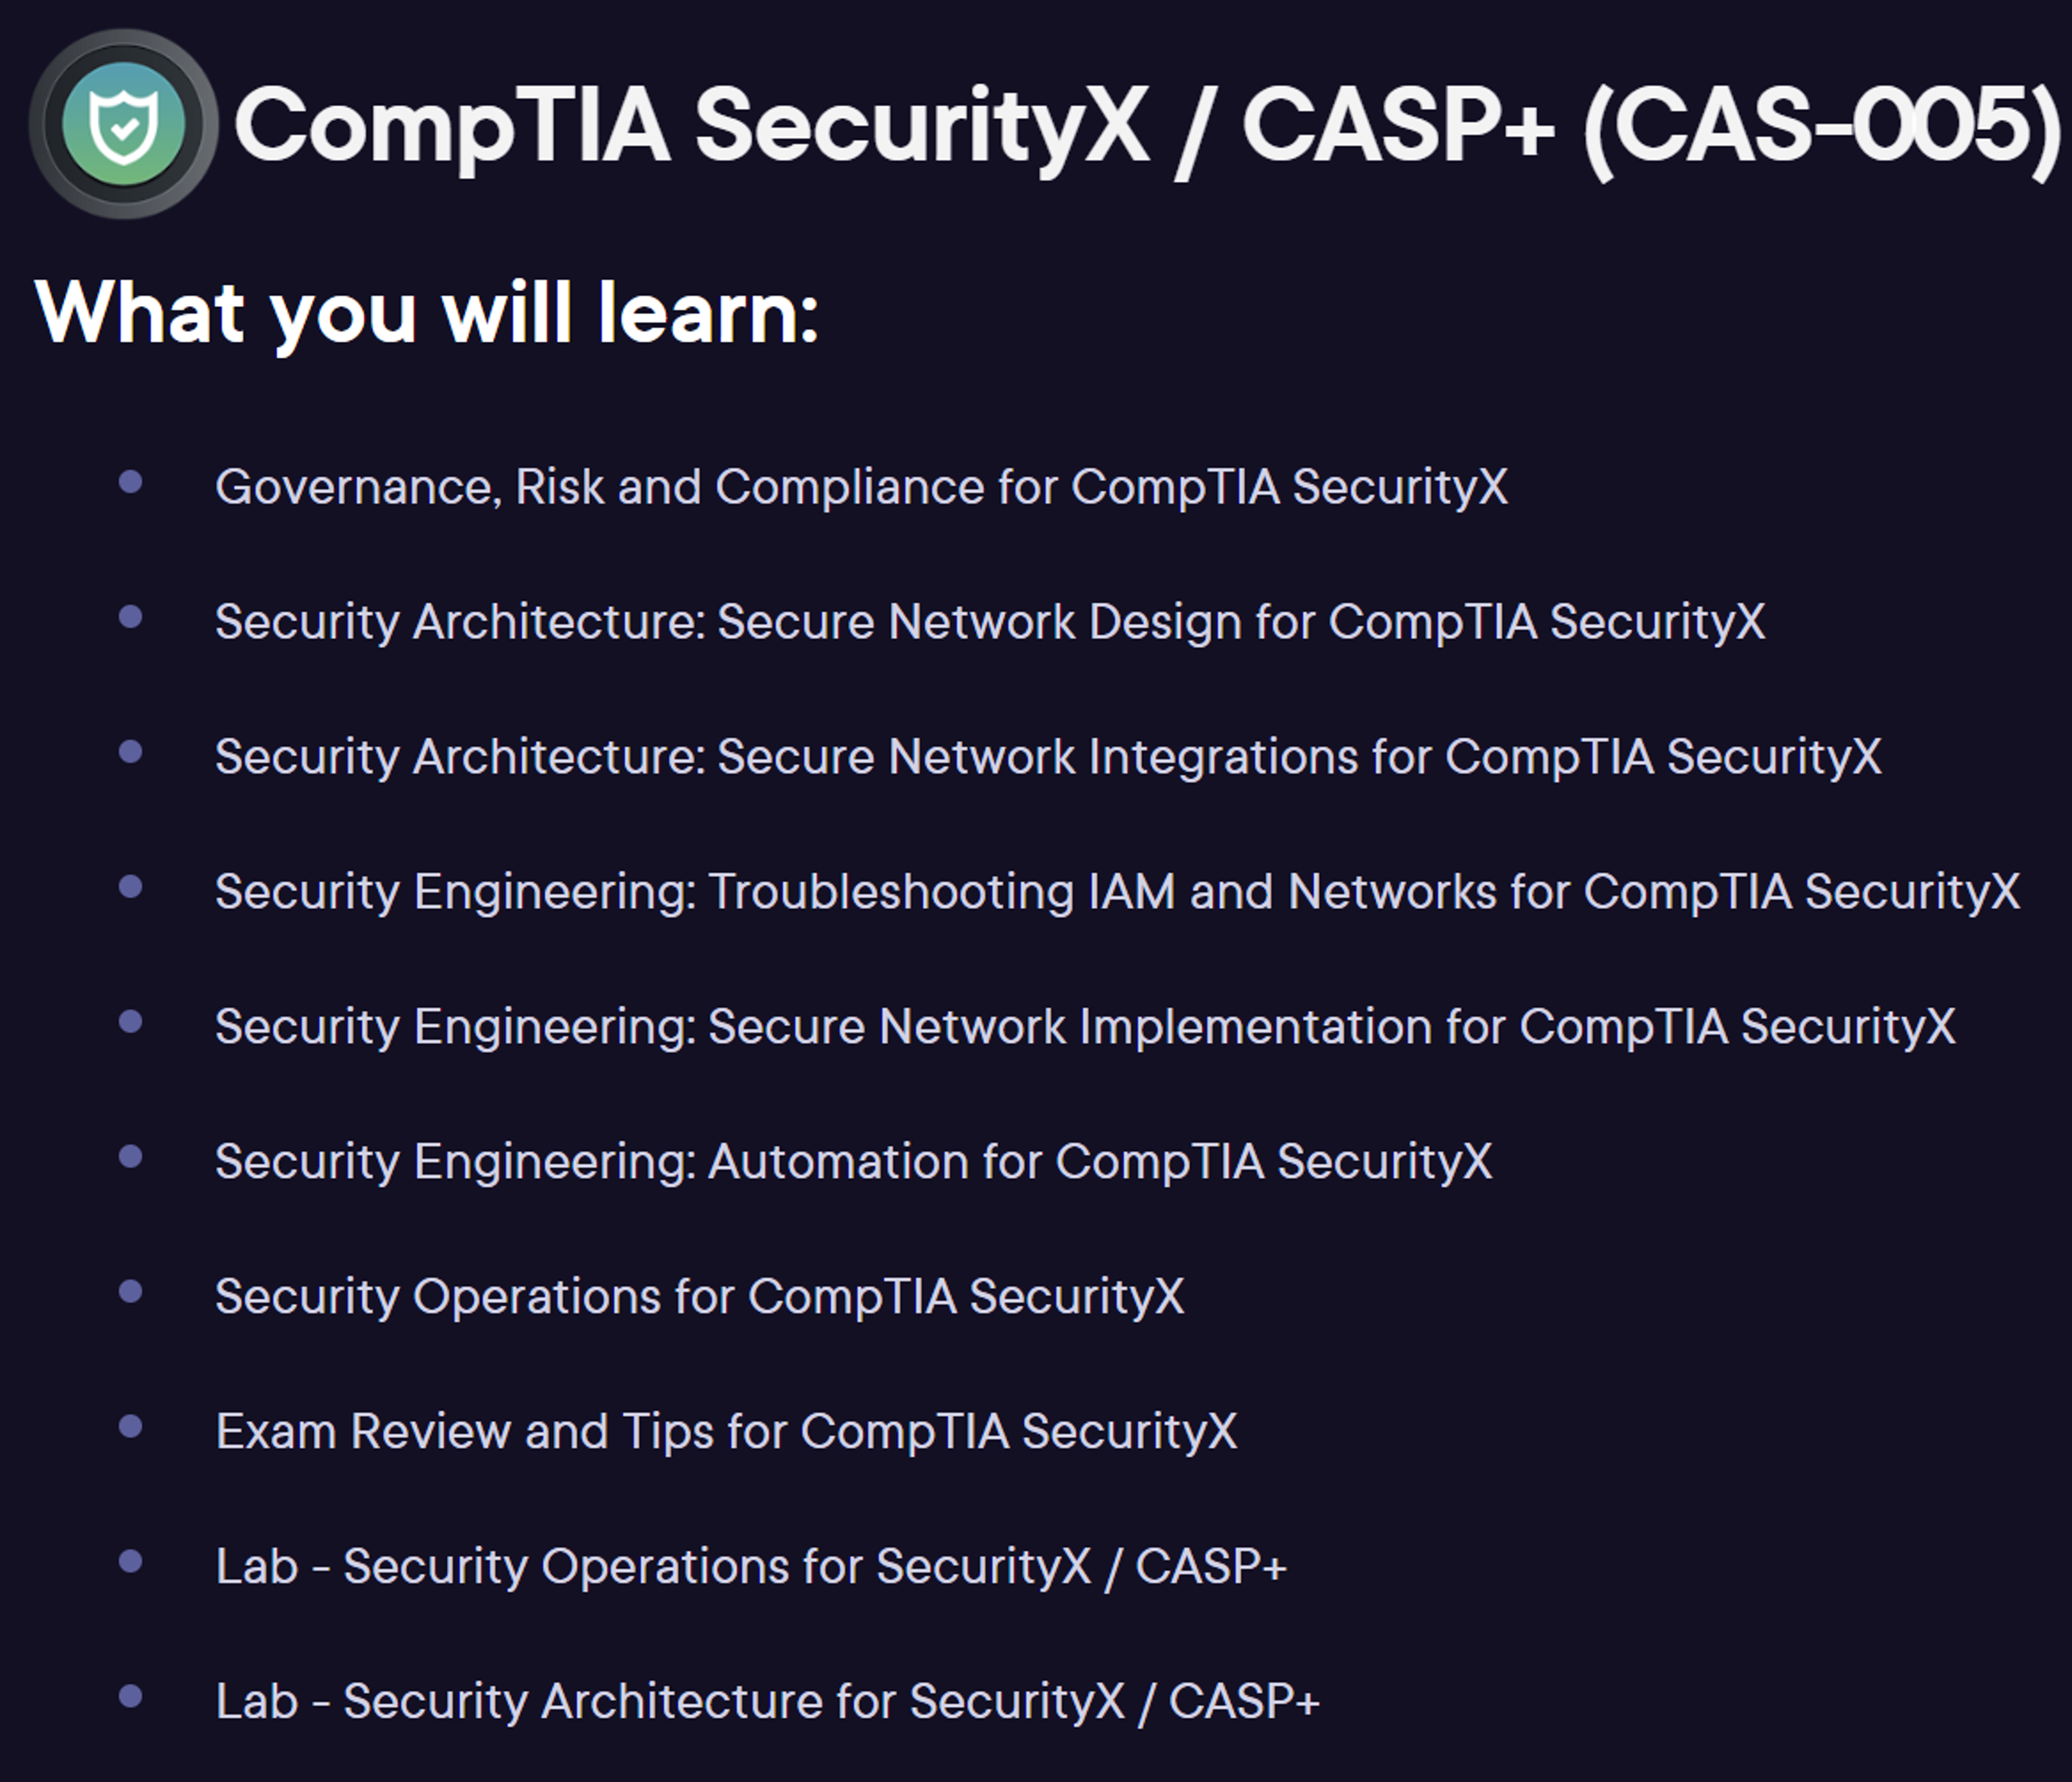 CompTIA SecurityX / CASP+ (CAS-005)
What you will learn:
Governance, Risk and Compliance for CompTIA SecurityX
Security Architecture: Secure Network Design for CompTIA SecurityX
Security Architecture: Secure Network Integrations for CompTIA SecurityX
Security Engineering: Troubleshooting IAM and Networks for CompTIA SecurityX
Security Engineering: Secure Network Implementation for CompTIA SecurityX
Security Engineering: Automation for CompTIA SecurityX
Security Operations for CompTIA SecurityX
Exam Review and Tips for CompTIA SecurityX
Lab - Security Operations for SecurityX / CASP+
Lab - Security Architecture for SecurityX / CASP+